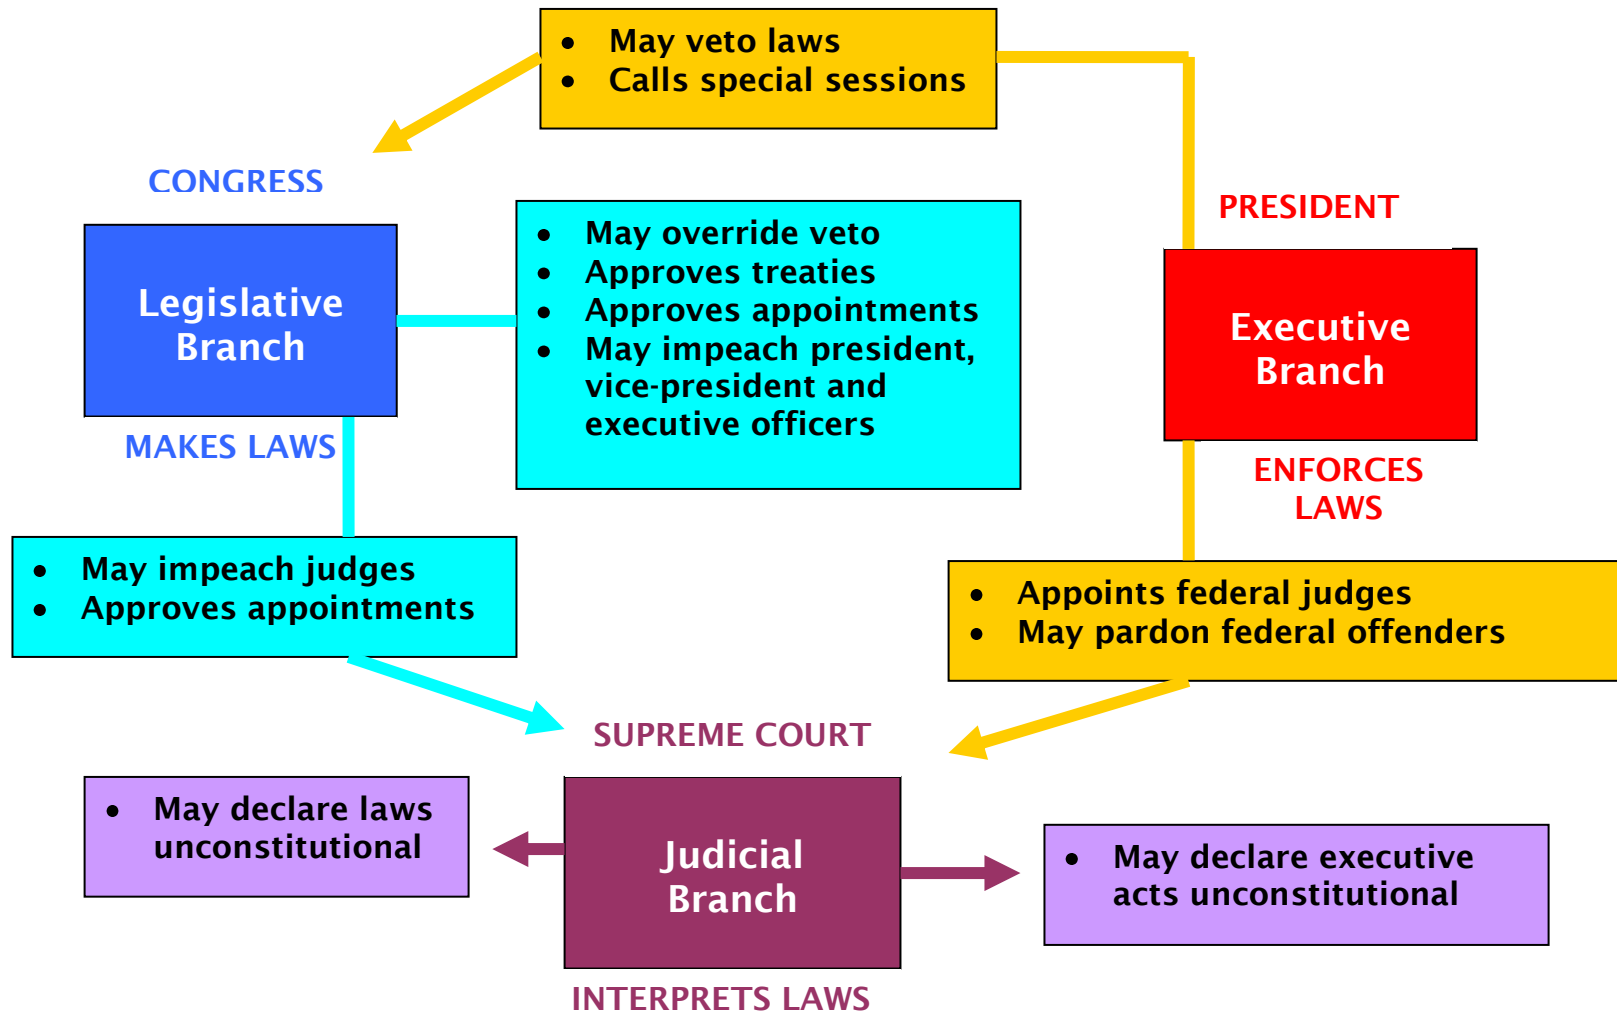 • May veto laws
• Calls special sessions
CONGRESS
PRESIDENT
Legislative
Branch
• May override veto
• Approves treaties
• Approves appointments
• May impeach president,
vice-president and
executive officers
Executive
Branch
MAKES LAWS
ENFORCES
LAWS
• May impeach judges
• Approves appointments
• Appoints federal judges
• May pardon federal offenders
SUPREME COURT
• May declare laws
unconstitutional
Judicial
Branch
• May declare executive
acts unconstitutional
INTERPRETS LAWS